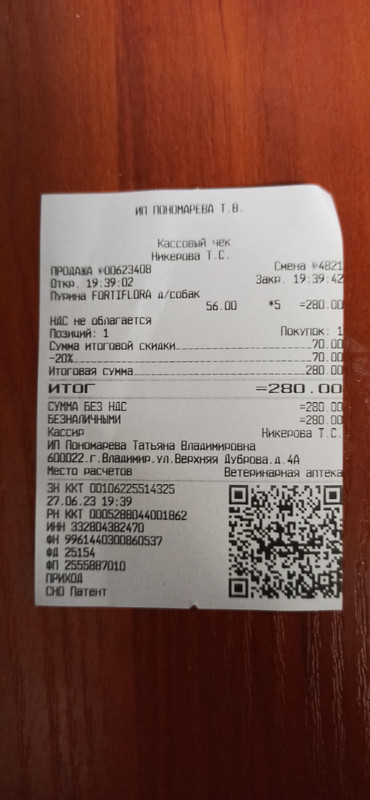 ИП ПОНОМАРЕВА Т.В.
Кассовый чек
Никерова Т.С.
ПРОДАЖА №00623408 Смена №4821
Откр. 19:39:02 Закр. 19:39:42
Пурина FORTIFLORA д/собак
56.00 *5 =280.00
НДС не облагается
Позиций: 1 Покупок: 1
Сумма итоговой скидки 70.00
-20% 70.00
Итоговая сумма 280.00
ИТОГ =280.00
СУММА БЕЗ НДС =280.00
БЕЗНАЛИЧНЫМИ =280.00
Кассир Никерова Т.С.
ИП Пономарева Татьяна Владимировна
600022.г.Владимир.ул.Верхняя Дуброва.д.4А
Место расчетов Ветеринарная аптека
ЗН ККТ 00106225514325
27.06.23 19:39
РН ККТ 0005288044001862
ИНН 332804382470
ФН 9961440300860537
ФД 25154
ФП 2555887010
ПРИХОД
СНО Патент